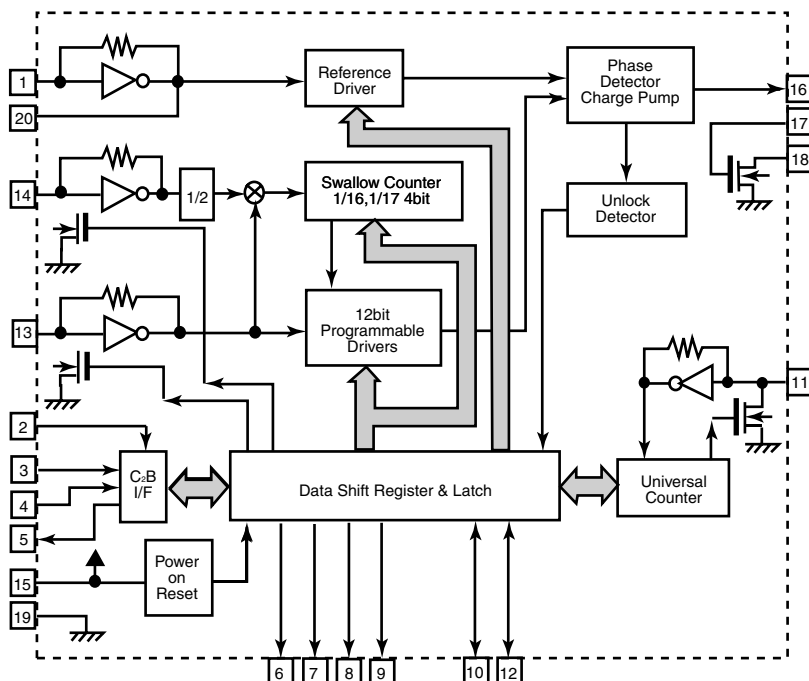 1
20
Reference
Driver
Phase
Detector
Charge Pump
16
17
18
14
1/2
Swallow Counter
1/16,1/17 4bit
Unlock
Detector
13
12bit
Programmable
Drivers
11
2
3
4
5
C₂B
I/F
Data Shift Register & Latch
Universal
Counter
15
Power
on
Reset
19
6
7
8
9
10
12